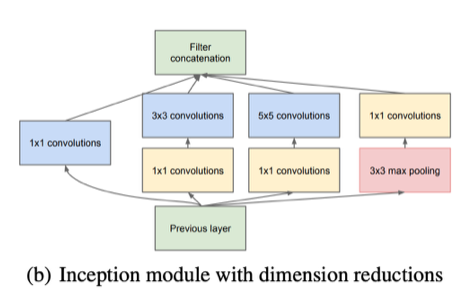 Filter
concatenation
3x3 convolutions
5x5 convolutions
1x1 convolutions
1x1 convolutions
1x1 convolutions
1x1 convolutions
3x3 max pooling
Previous layer
(b) Inception module with dimension reductions